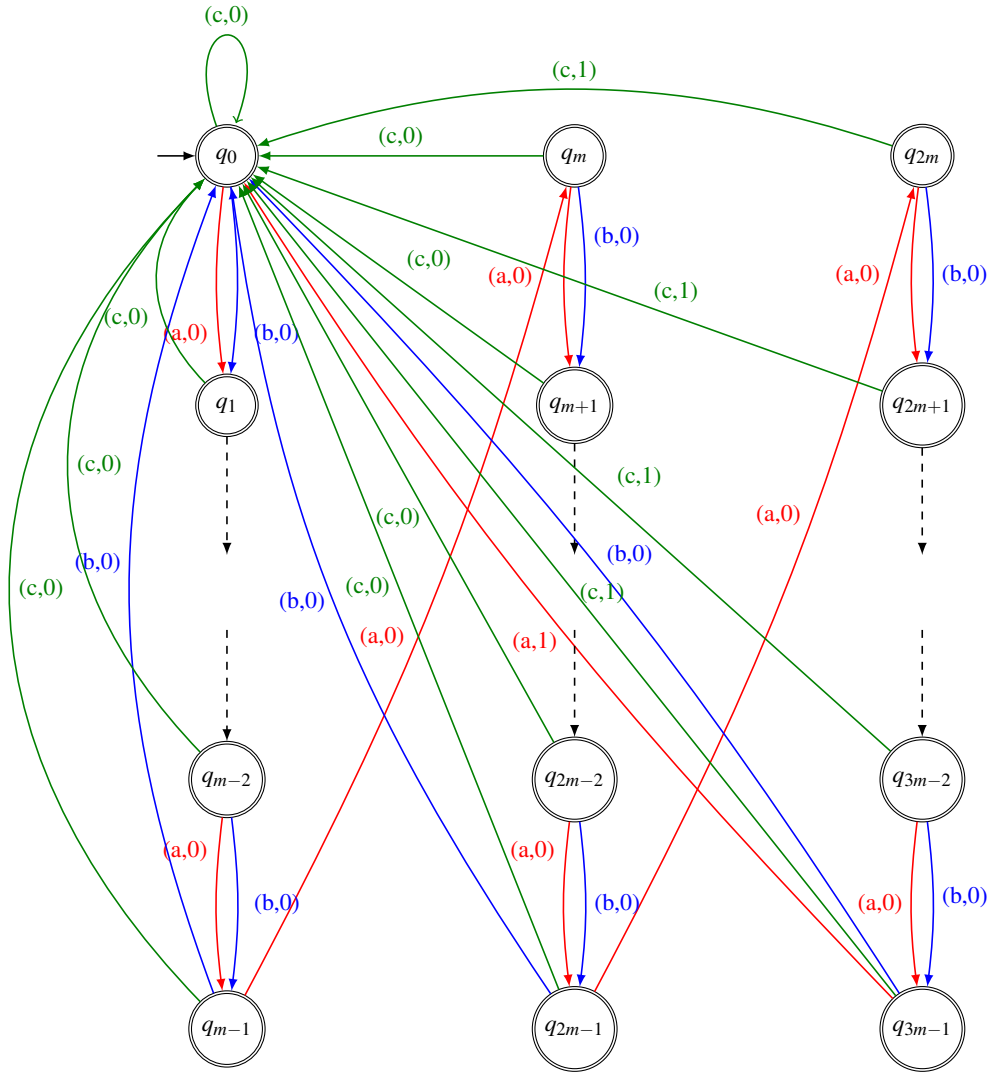 (c,0)
(c,1)
(c,0)
q₀
qₘ
q₂ₘ
(b,0)
(c,0)
(a,0)
(a,0)
(b,0)
(c,1)
(c,0)
(a,0)
(b,0)
q₁
qₘ₊₁
q₂ₘ₊₁
(c,0)
(c,1)
(c,0)
(a,0)
(b,0)
(b,0)
(c,0)
(c,0)
(c,1)
(b,0)
(a,0)
(a,1)
qₘ₋₂
q₂ₘ₋₂
q₃ₘ₋₂
(a,0)
(a,0)
(b,0)
(b,0)
(a,0)
(b,0)
qₘ₋₁
q₂ₘ₋₁
q₃ₘ₋₁